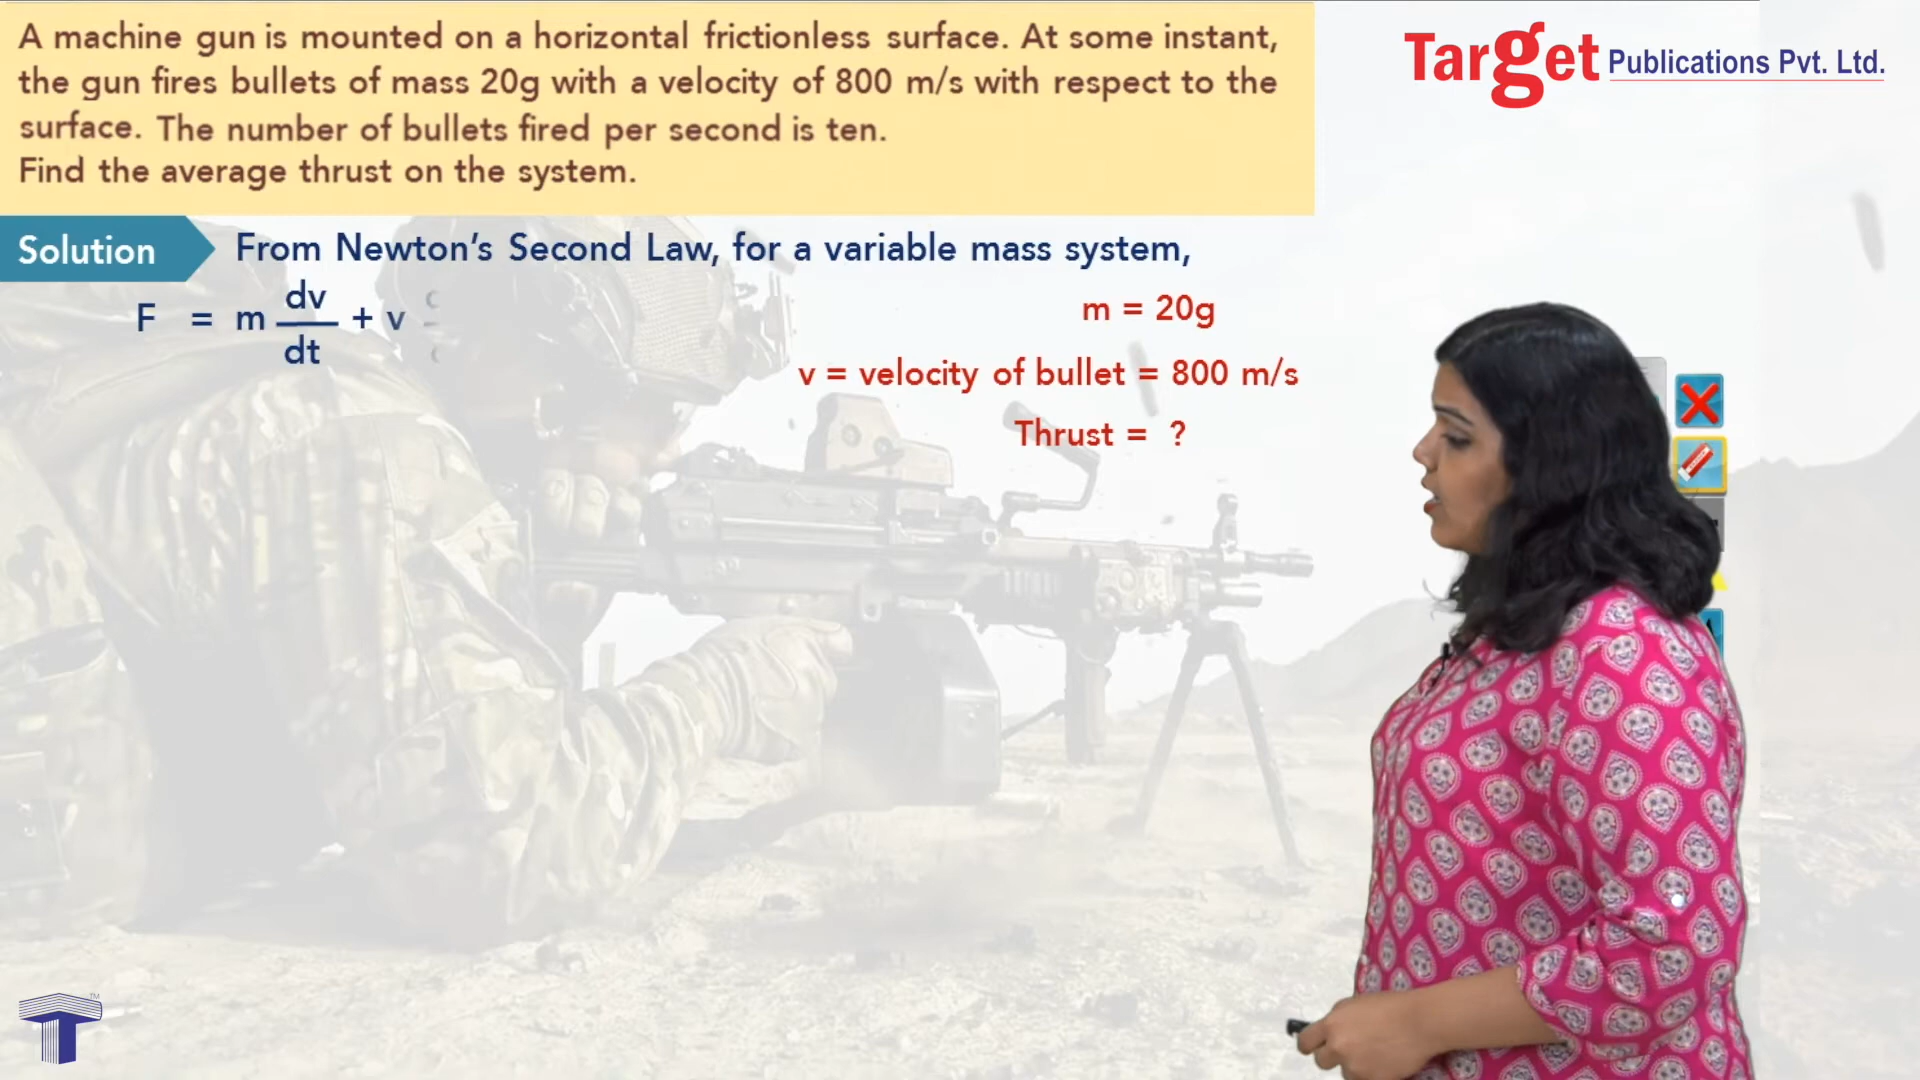 A machine gun is mounted on a horizontal frictionless surface. At some instant,
the gun fires bullets of mass 20g with a velocity of 800 m/s with respect to the
surface. The number of bullets fired per second is ten.
Find the average thrust on the system.
Target Publications Pvt. Ltd.
Solution
From Newton's Second Law, for a variable mass system,
F = m dv/dt + v
m = 20g
v = velocity of bullet = 800 m/s
Thrust = ?
T
TM